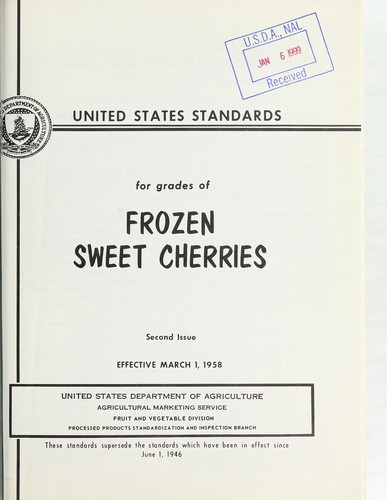 U.S.D.A., NAL
JAN 6 1999
Received
UNITED STATES STANDARDS
for grades of
FROZEN
SWEET CHERRIES
Second Issue
EFFECTIVE MARCH 1, 1958
UNITED STATES DEPARTMENT OF AGRICULTURE
AGRICULTURAL MARKETING SERVICE
FRUIT AND VEGETABLE DIVISION
PROCESSED PRODUCTS STANDARDIZATION AND INSPECTION BRANCH
These standards supersede the standards which have been in effect since
June 1, 1946